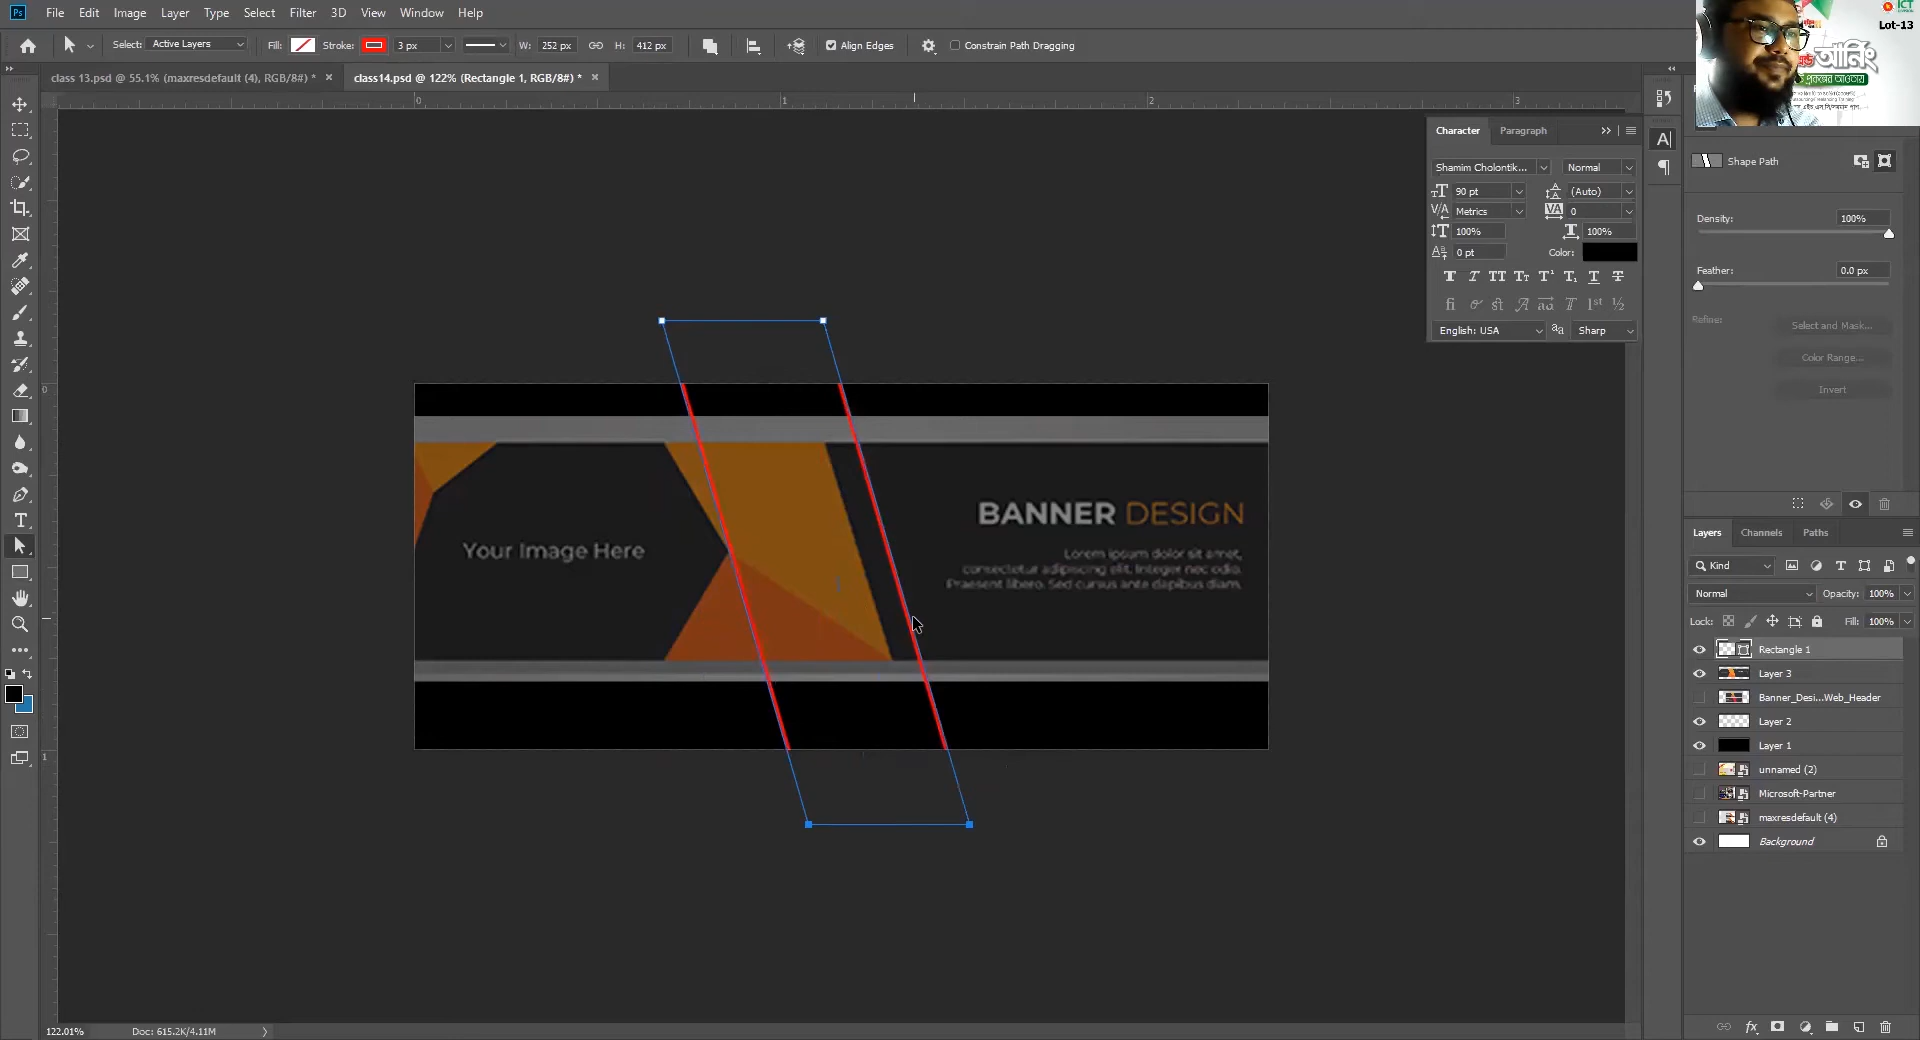 File Edit Image Layer Type Select Filter 3D View Window Help
Select: Active Layers Fill: Stroke: 3 px W: 252 px H: 412 px Align Edges Constrain Path Dragging
class 13.psd @ 55.1% (maxresdefault (4), RGB/8#) * × class14.psd @ 122% (Rectangle 1, RGB/8#) * ×
ICT
Lot-13
আর্নিং
Character Paragraph
Shamim Cholontik... Normal
90 pt (Auto)
Metrics 0
100% 100%
0 pt Color:
English: USA Sharp
Shape Path
Density: 100%
Feather: 0.0 px
Refine: Select and Mask...
Color Range...
Invert
0 1 2 3
0
1
Your Image Here
BANNER DESIGN
Lorem ipsum dolor sit amet,
consectetur adipiscing elit. Integer nec odio.
Praesent libero. Sed cursus ante dapibus diam.
Layers Channels Paths
Kind
Normal Opacity: 100%
Lock: Fill: 100%
Rectangle 1
Layer 3
Banner_Desi...Web_Header
Layer 2
Layer 1
unnamed (2)
Microsoft-Partner
maxresdefault (4)
Background
122.01% Doc: 615.2K/4.11M